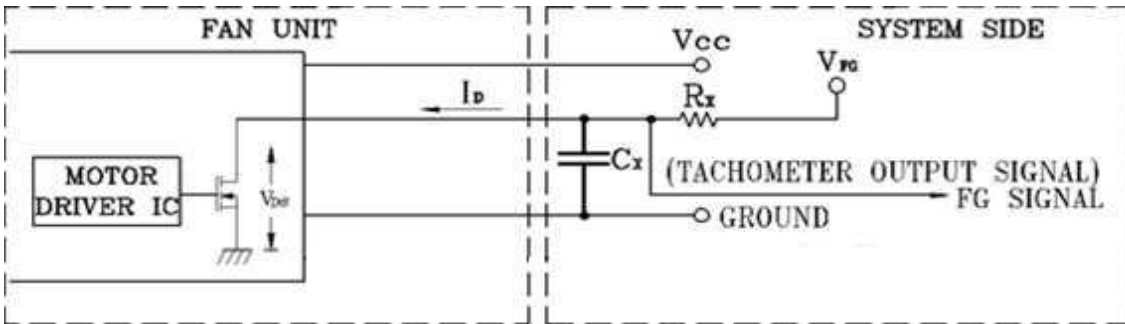 FAN UNIT
SYSTEM SIDE
Vcc
VFG
ID
Rx
Cx
MOTOR
DRIVER IC
VDS
(TACHOMETER OUTPUT SIGNAL)
FG SIGNAL
GROUND